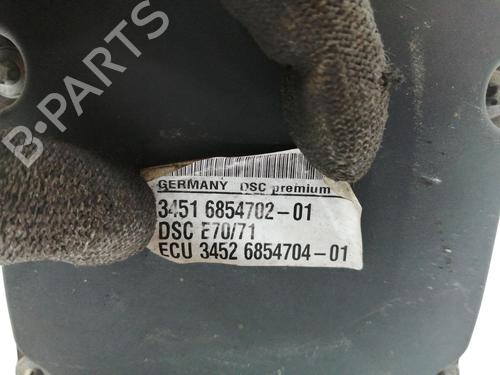 B-PARTS
GERMANY DSC premium
3451 6854702-01
DSC E70/71
ECU 3452 6854704-01